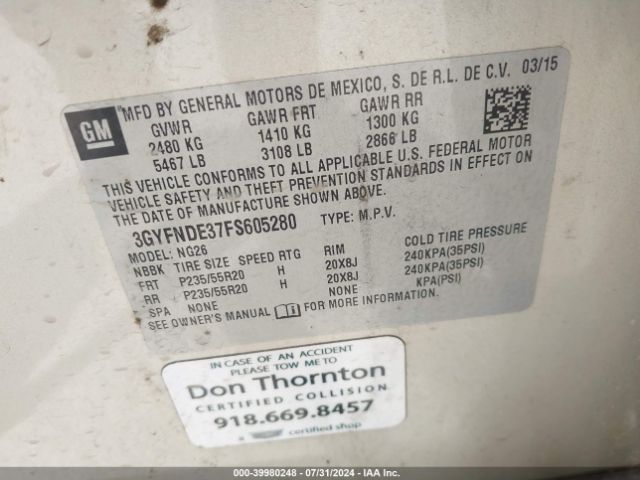 GM
MFD BY GENERAL MOTORS DE MEXICO, S. DE R.L. DE C.V. 03/15
GVWR GAWR FRT GAWR RR
2480 KG 1410 KG 1300 KG
5467 LB 3108 LB 2866 LB
THIS VEHICLE CONFORMS TO ALL APPLICABLE U.S. FEDERAL MOTOR
VEHICLE SAFETY AND THEFT PREVENTION STANDARDS IN EFFECT ON
THE DATE OF MANUFACTURE SHOWN ABOVE.
3GYFNDE37FS605280 TYPE: M.P.V.
MODEL: NG26
NBBK TIRE SIZE SPEED RTG RIM COLD TIRE PRESSURE
FRT P235/55R20 H 20X8J 240KPA(35PSI)
RR P235/55R20 H 20X8J 240KPA(35PSI)
SPA NONE NONE KPA(PSI)
SEE OWNER'S MANUAL FOR MORE INFORMATION.
IN CASE OF AN ACCIDENT
PLEASE TOW ME TO
Don Thornton
CERTIFIED COLLISION
918.669.8457
certified shop
000-39980248 - 07/31/2024 - IAA Inc.